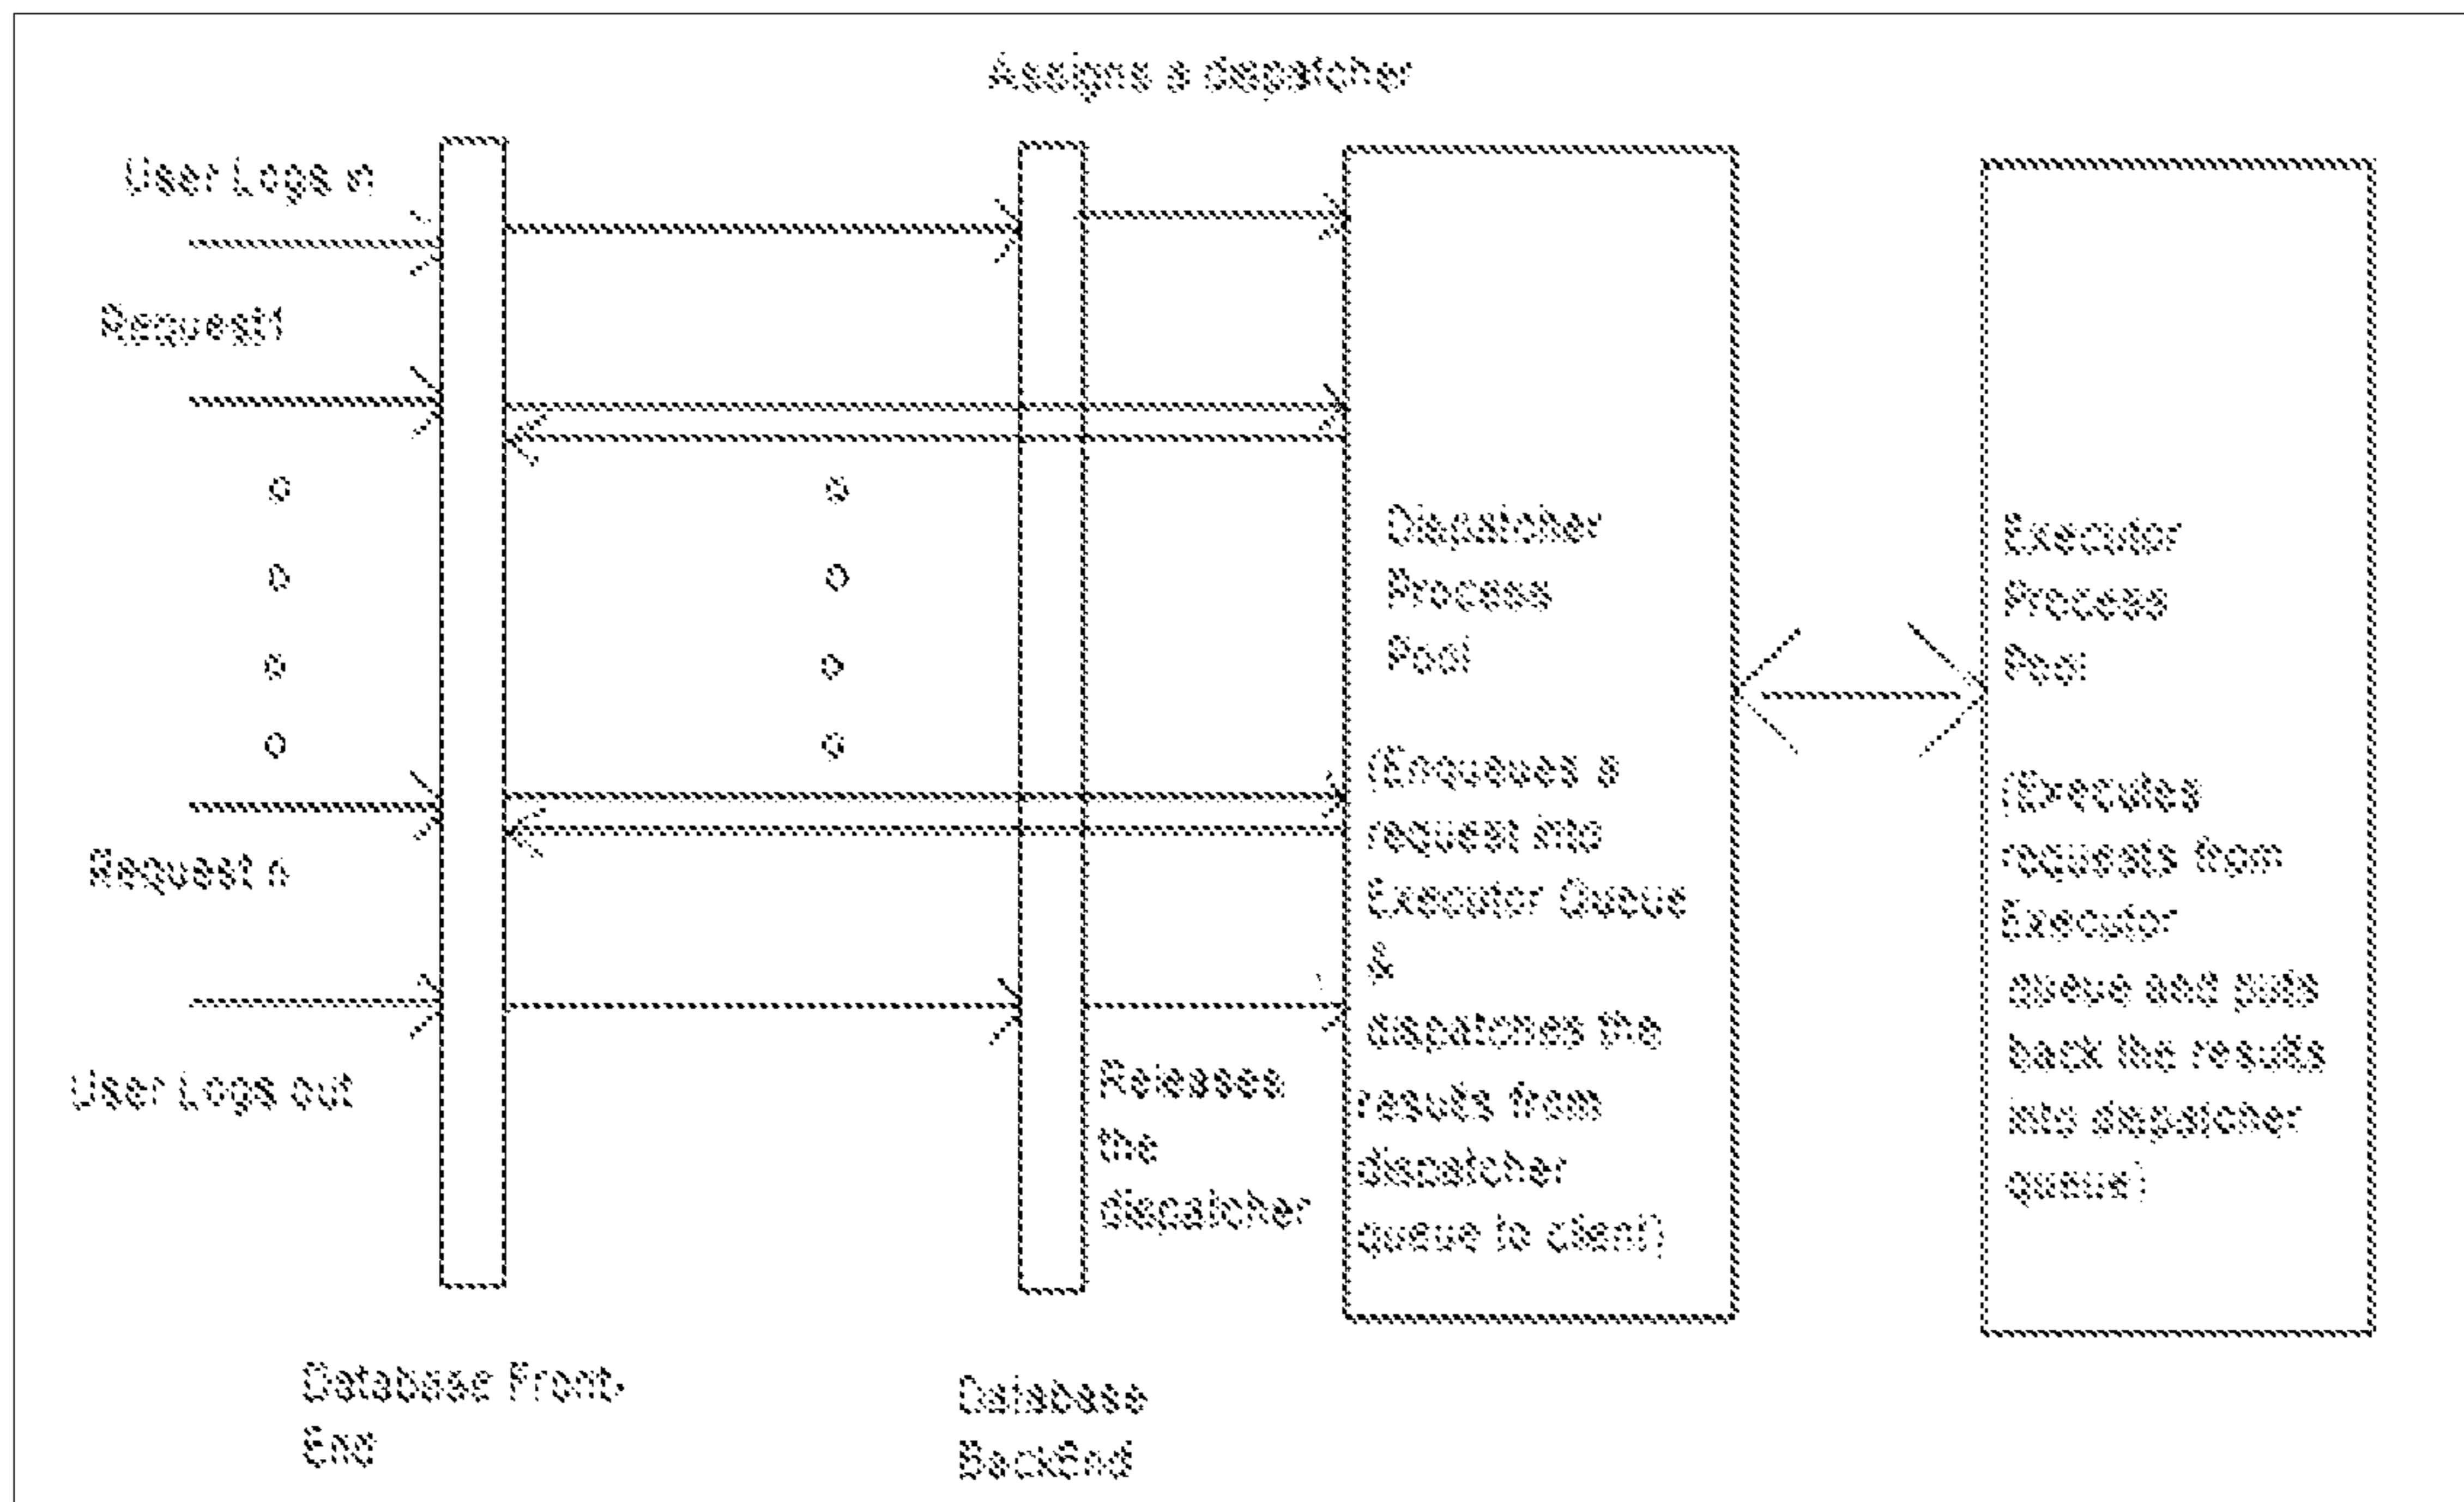 Assigns a dispatcher
User Logs in
Request1
Request n
User Logs out
Dispatcher
Process
Pool
(Enqueues a
request into
Executor Queue
&
dispatches the
results from
dispatcher
queue to client)
Executor
Process
Pool
(Executes
requests from
Executor
queue and puts
back the results
into dispatcher
queue)
Releases
the
dispatcher
Database Front-
End
Database
BackEnd